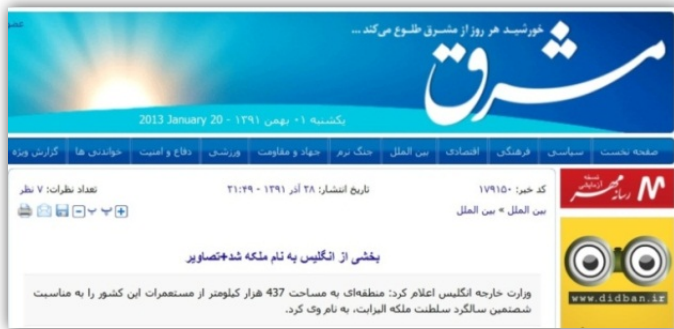 عضو
خورشید هر روز از مشرق طلوع می‌کند ...
مشرق
یکشنبه ۰۱ بهمن ۱۳۹۱ - 2013 January 20
صفحه نخست سیاسی فرهنگی اقتصادی بین الملل جنگ نرم جهاد و مقاومت ورزشی دفاع و امنیت خواندنی ها گزارش ویژه
نسخه آزمایشی
رسانه مهر
کد خبر: ۱۷۹۱۵۰ تاریخ انتشار: ۲۸ آذر ۱۳۹۱ - ۲۱:۴۹ تعداد نظرات: ۷ نظر
بین الملل » بین الملل
بخشی از انگلیس به نام ملکه شد+تصاویر
وزارت خارجه انگلیس اعلام کرد: منطقه‌ای به مساحت 437 هزار کیلومتر از مستعمرات این کشور را به مناسبت
شصتمین سالگرد سلطنت ملکه الیزابت، به نام وی کرد.
www.didban.ir